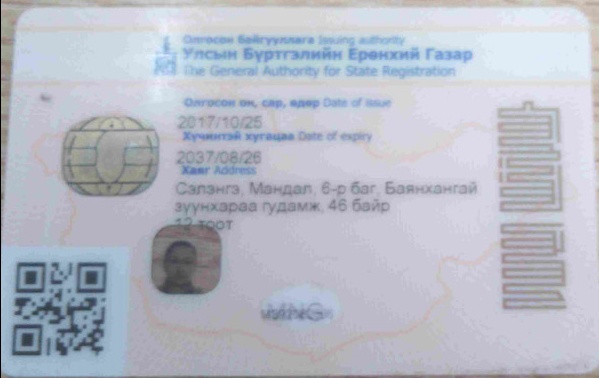 Олгосон байгууллага Issuing authority
Улсын Бүртгэлийн Ерөнхий Газар
The General Authority for State Registration
Олгосон он, сар, өдөр Date of issue
2017/10/25
Хүчинтэй хугацаа Date of expiry
2037/08/26
Хаяг Address
Сэлэнгэ, Мандал, 6-р баг, Баянхангай
зүүнхараа гудамж, 46 байр
12 тоот
MNG